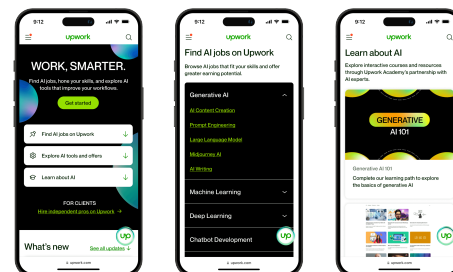 9:12
upwork
WORK, SMARTER.
Find AI jobs, hone your skills, and explore AI
tools that improve your workflows.
Get started
Find AI jobs on Upwork
Explore AI tools and offers
Learn about AI
FOR CLIENTS
Hire independent pros on Upwork
What's new
See all updates
up
upwork.com
9:12
upwork
Find AI jobs on Upwork
Browse AI jobs that fit your skills and offer
greater earning potential.
Generative AI
AI Content Creation
Prompt Engineering
Large Language Model
Midjourney AI
AI Writing
Machine Learning
Deep Learning
Chatbot Development
up
upwork.com
9:12
upwork
Learn about AI
Explore interactive courses and resources
through Upwork Academy's partnership with
AI experts.
GENERATIVE
AI 101
Generative AI 101
Complete our learning path to explore
the basics of generative AI
up
upwork.com